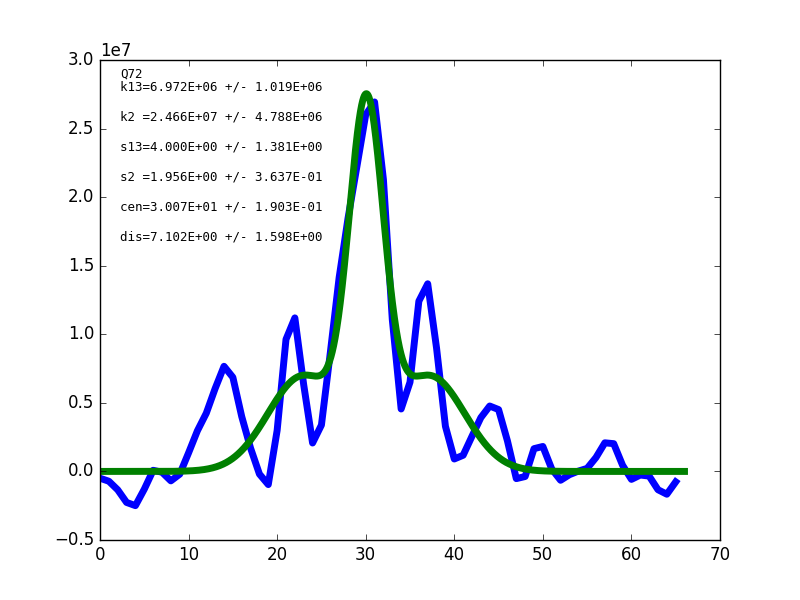 1e7
3.0
2.5
2.0
1.5
1.0
0.5
0.0
−0.5
Q72
k13=6.972E+06 +/- 1.019E+06
k2 =2.466E+07 +/- 4.788E+06
s13=4.000E+00 +/- 1.381E+00
s2 =1.956E+00 +/- 3.637E-01
cen=3.007E+01 +/- 1.903E-01
dis=7.102E+00 +/- 1.598E+00
0 10 20 30 40 50 60 70